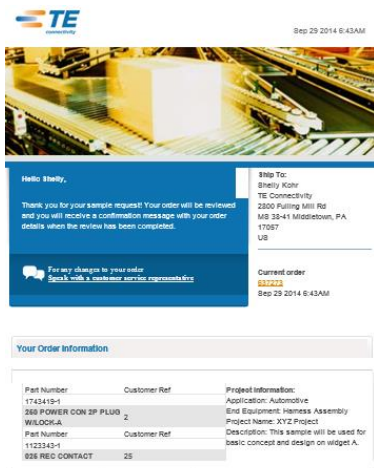 TE
connectivity
Sep 29 2014 6:43AM
Hello Shelly,
Thank you for your sample request! Your order will be reviewed
and you will receive a confirmation message with your order
details when the review has been completed.
For any changes to your order
Speak with a customer service representative
Ship To:
Shelly Kohr
TE Connectivity
2800 Fulling Mill Rd
MS 38-41 Middletown, PA
17057
US
Current order
637273
Sep 29 2014 6:43AM
Your Order Information
Part Number Customer Ref
1743419-1
250 POWER CON 2P PLUG
W/LOCK-A 2
Part Number Customer Ref
1123343-1
025 REC CONTACT 25
Project Information:
Application: Automotive
End Equipment: Harness Assembly
Project Name: XYZ Project
Description: This sample will be used for
basic concept and design on widget A.